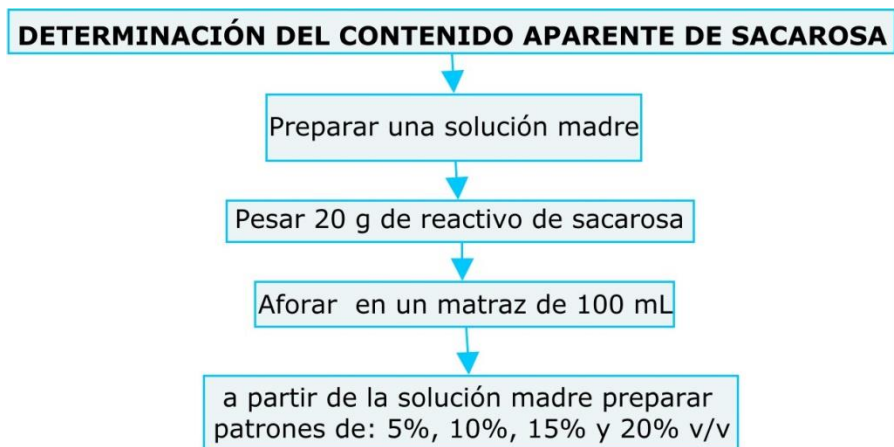 DETERMINACIÓN DEL CONTENIDO APARENTE DE SACAROSA
Preparar una solución madre
Pesar 20 g de reactivo de sacarosa
Aforar en un matraz de 100 mL
a partir de la solución madre preparar
patrones de: 5%, 10%, 15% y 20% v/v